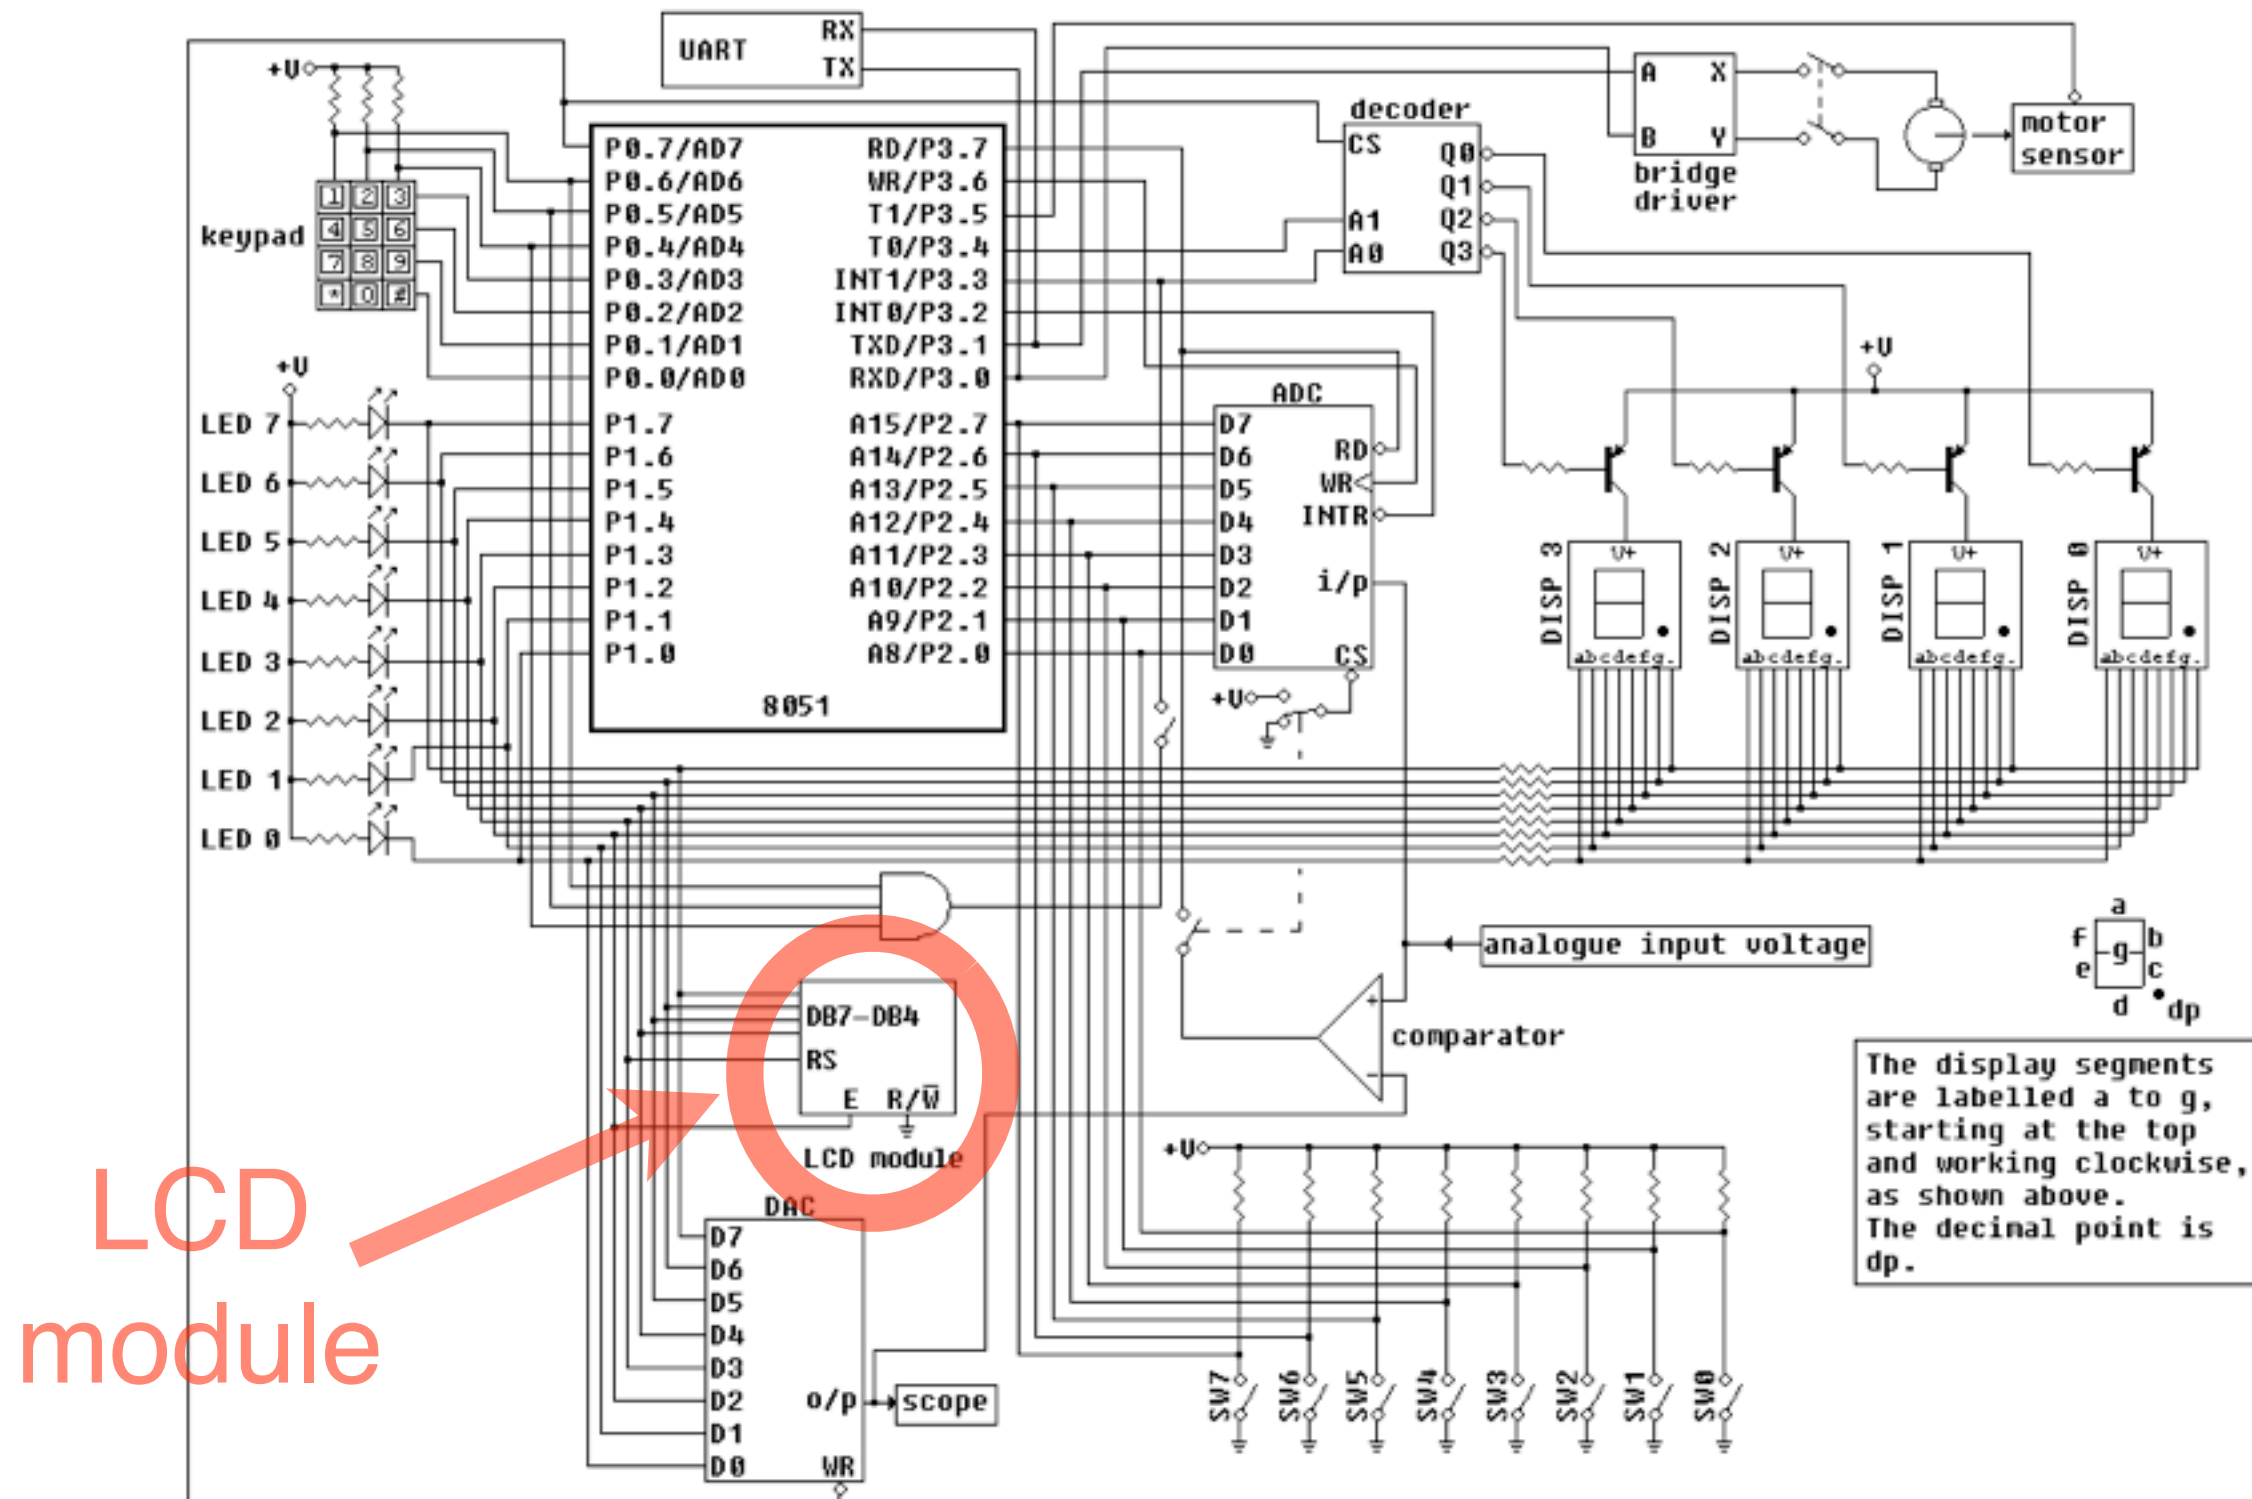 UART
RX
TX
+V
keypad
1 2 3
4 5 6
7 8 9
* 0 #
P0.7/AD7
P0.6/AD6
P0.5/AD5
P0.4/AD4
P0.3/AD3
P0.2/AD2
P0.1/AD1
P0.0/AD0
P1.7
P1.6
P1.5
P1.4
P1.3
P1.2
P1.1
P1.0
RD/P3.7
WR/P3.6
T1/P3.5
T0/P3.4
INT1/P3.3
INT0/P3.2
TXD/P3.1
RXD/P3.0
A15/P2.7
A14/P2.6
A13/P2.5
A12/P2.4
A11/P2.3
A10/P2.2
A9/P2.1
A8/P2.0
8051
+V
LED 7
LED 6
LED 5
LED 4
LED 3
LED 2
LED 1
LED 0
decoder
CS
A1
A0
Q0
Q1
Q2
Q3
A X
B Y
bridge
driver
motor
sensor
ADC
D7
D6
D5
D4
D3
D2
D1
D0
RD
WR
INTR
i/p
CS
+V
+V
DISP 3
V+
abcdefg.
DISP 2
V+
abcdefg.
DISP 1
V+
abcdefg.
DISP 0
V+
abcdefg.
analogue input voltage
+
-
comparator
a
f b
g
e c
d
dp
The display segments
are labelled a to g,
starting at the top
and working clockwise,
as shown above.
The decimal point is
dp.
DB7-DB4
RS
E R/W̅
LCD module
LCD
module
DAC
D7
D6
D5
D4
D3
D2
D1
D0
o/p
WR
scope
+V
SW7
SW6
SW5
SW4
SW3
SW2
SW1
SW0